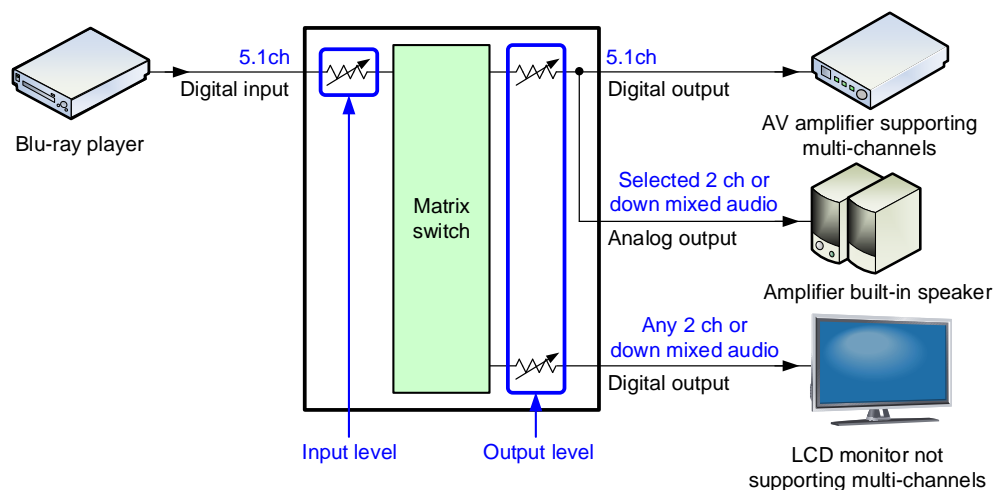 5.1ch
Digital input
Blu-ray player
Matrix
switch
5.1ch
Digital output
AV amplifier supporting
multi-channels
Selected 2 ch or
down mixed audio
Analog output
Amplifier built-in speaker
Any 2 ch or
down mixed audio
Digital output
LCD monitor not
supporting multi-channels
Input level
Output level